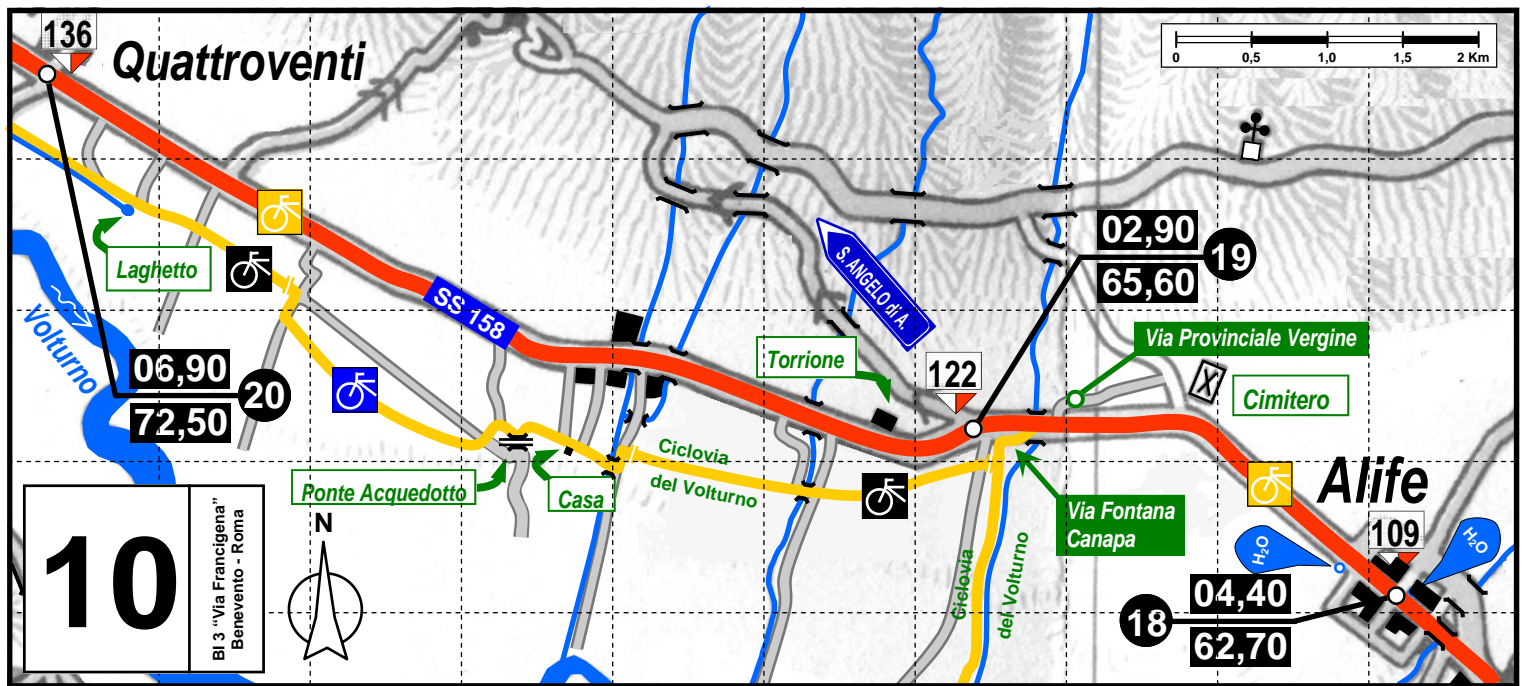 136
Quattroventi
0 0,5 1,0 1,5 2 Km
Laghetto
Volturno
SS 158
S. ANGELO di A.
02,90
19
65,60
Via Provinciale Vergine
Torrione
122
Cimitero
06,90
20
72,50
Ciclovia
del Volturno
Ponte Acquedotto
Casa
Alife
Via Fontana
Canapa
109
H2O
H2O
10
BI 3 “Via Francigena”
Benevento - Roma
N
Ciclovia
del Volturno
04,40
18
62,70